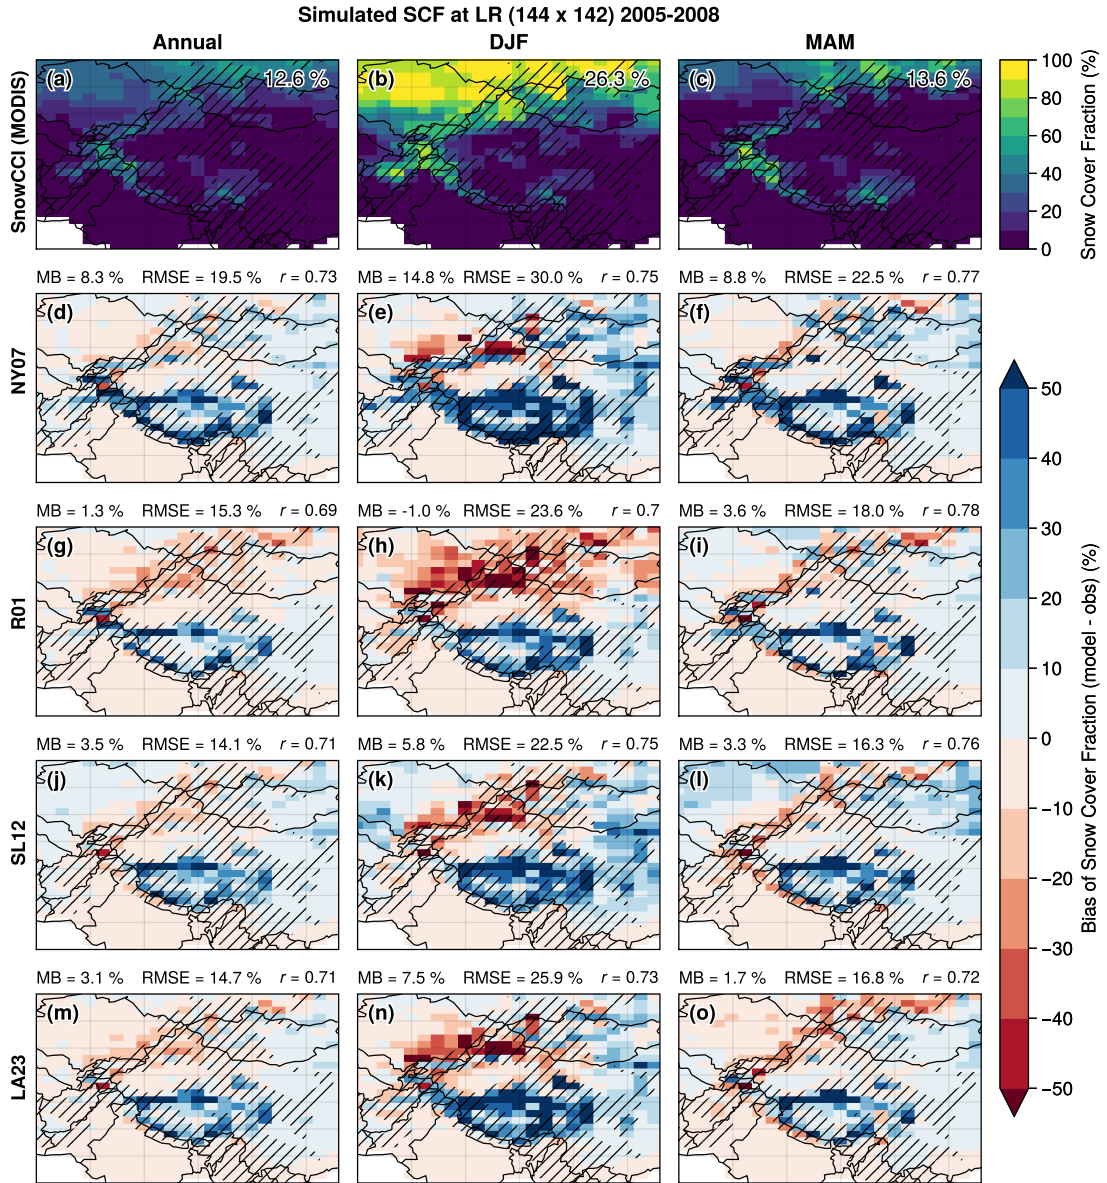 Simulated SCF at LR (144 x 142) 2005-2008
Annual DJF MAM
SnowCCI (MODIS)
(a) 12.6 % (b) 26.3 % (c) 13.6 %
100
80
60
40
20
0
Snow Cover Fraction (%)
MB = 8.3 % RMSE = 19.5 % r = 0.73 MB = 14.8 % RMSE = 30.0 % r = 0.75 MB = 8.8 % RMSE = 22.5 % r = 0.77
NY07
(d) (e) (f)
MB = 1.3 % RMSE = 15.3 % r = 0.69 MB = -1.0 % RMSE = 23.6 % r = 0.7 MB = 3.6 % RMSE = 18.0 % r = 0.78
R01
(g) (h) (i)
MB = 3.5 % RMSE = 14.1 % r = 0.71 MB = 5.8 % RMSE = 22.5 % r = 0.75 MB = 3.3 % RMSE = 16.3 % r = 0.76
SL12
(j) (k) (l)
MB = 3.1 % RMSE = 14.7 % r = 0.71 MB = 7.5 % RMSE = 25.9 % r = 0.73 MB = 1.7 % RMSE = 16.8 % r = 0.72
LA23
(m) (n) (o)
50
40
30
20
10
0
−10
−20
−30
−40
−50
Bias of Snow Cover Fraction (model - obs) (%)